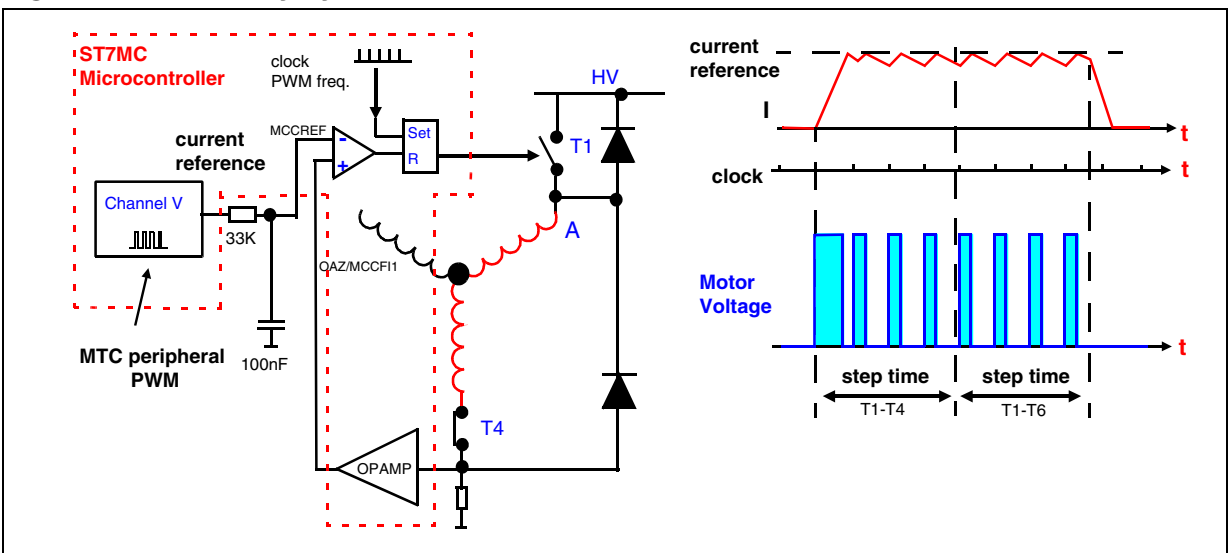 ST7MC
Microcontroller
clock
PWM freq.
HV
MCCREF
current
reference
-
+
Set
R
T1
Channel V
33K
A
OAZ/MCCFI1
MTC peripheral
PWM
100nF
T4
OPAMP
current
reference
I
t
clock
t
Motor
Voltage
t
step time
step time
T1-T4
T1-T6